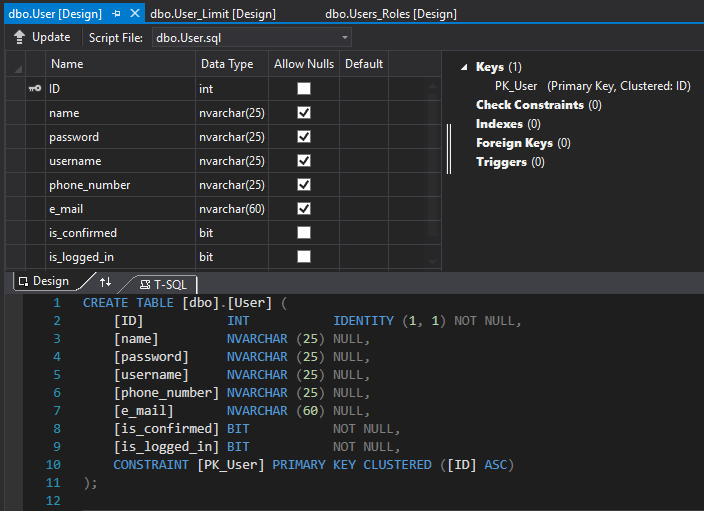 dbo.User [Design] dbo.User_Limit [Design] dbo.Users_Roles [Design]
Update Script File: dbo.User.sql
Name Data Type Allow Nulls Default
ID int
name nvarchar(25)
password nvarchar(25)
username nvarchar(25)
phone_number nvarchar(25)
e_mail nvarchar(60)
is_confirmed bit
is_logged_in bit
Keys (1)
PK_User (Primary Key, Clustered: ID)
Check Constraints (0)
Indexes (0)
Foreign Keys (0)
Triggers (0)
Design T-SQL
1 CREATE TABLE [dbo].[User] (
2 [ID] INT IDENTITY (1, 1) NOT NULL,
3 [name] NVARCHAR (25) NULL,
4 [password] NVARCHAR (25) NULL,
5 [username] NVARCHAR (25) NULL,
6 [phone_number] NVARCHAR (25) NULL,
7 [e_mail] NVARCHAR (60) NULL,
8 [is_confirmed] BIT NOT NULL,
9 [is_logged_in] BIT NOT NULL,
10 CONSTRAINT [PK_User] PRIMARY KEY CLUSTERED ([ID] ASC)
11 );
12